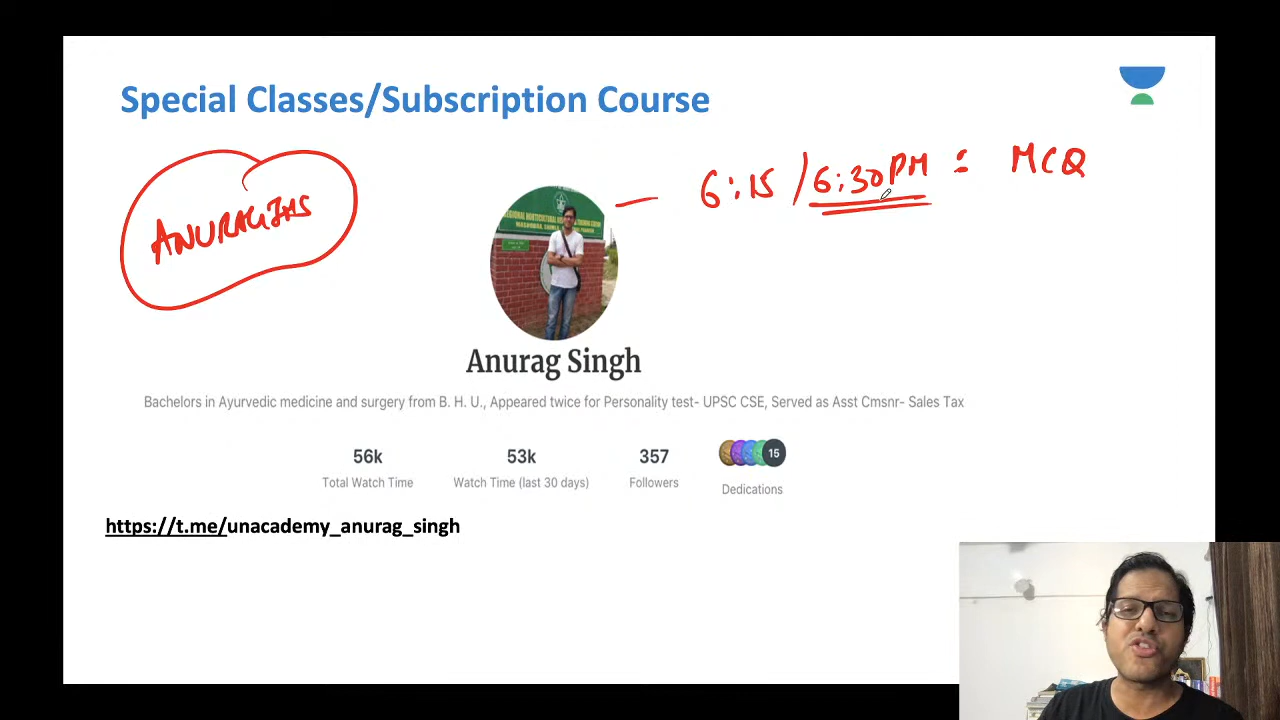 Special Classes/Subscription Course
6:15 / 6:30PM : MCQ
REGIONAL HORTICULTURAL
Anurag Singh
Bachelors in Ayurvedic medicine and surgery from B. H. U., Appeared twice for Personality test- UPSC CSE, Served as Asst Cmsnr- Sales Tax
56k 53k 357 15
Total Watch Time Watch Time (last 30 days) Followers Dedications
https://t.me/unacademy_anurag_singh